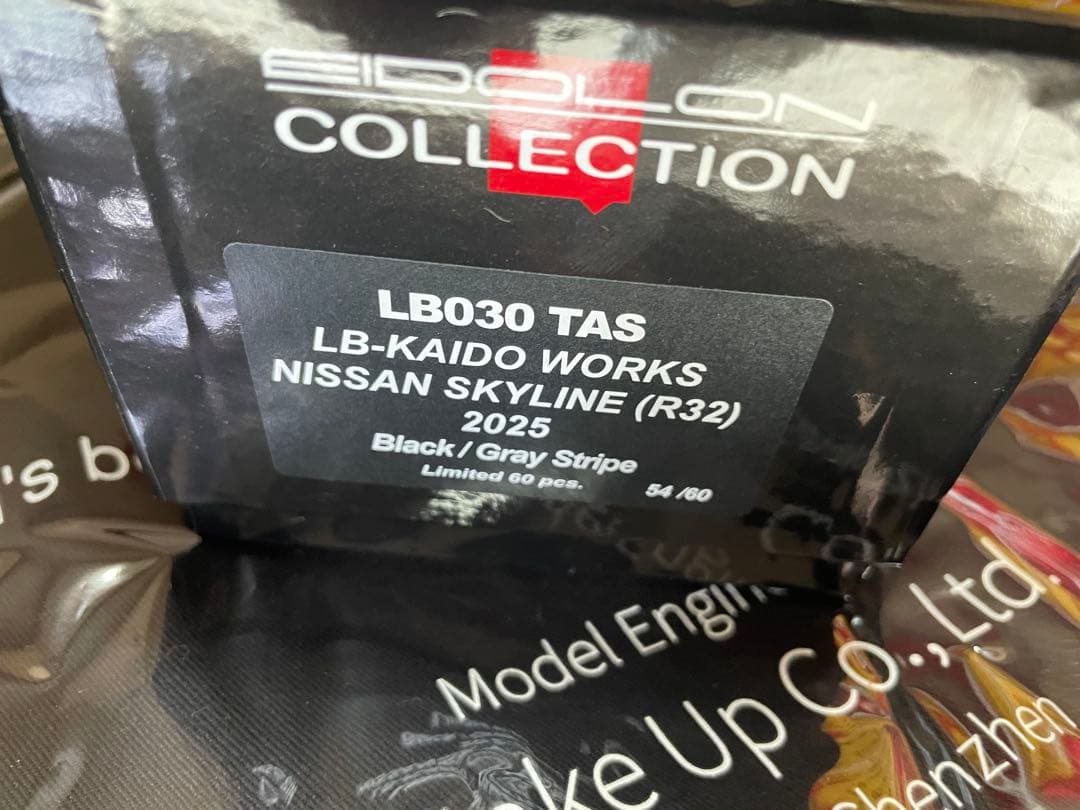 EIDOLON
COLLECTION
LB030 TAS
LB-KAIDO WORKS
NISSAN SKYLINE (R32)
2025
Black / Gray Stripe
Limited 60 pcs. 54 /60
's b
Model Engin
ke Up Co.,Ltd.
henzhen